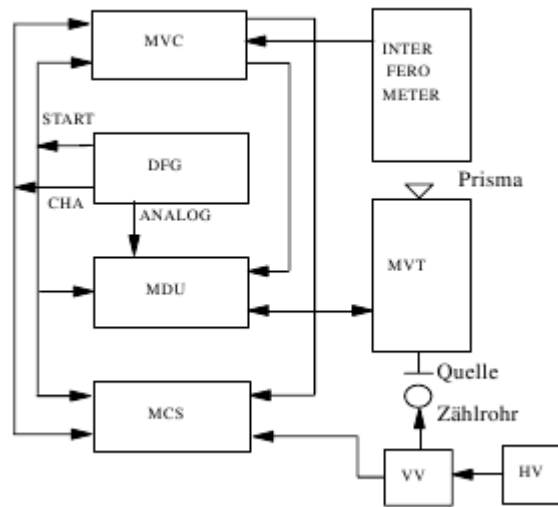 MVC
INTER
FERO
METER
START
DFG
CHA
ANALOG
Prisma
MDU
MVT
Quelle
Zählrohr
MCS
VV
HV